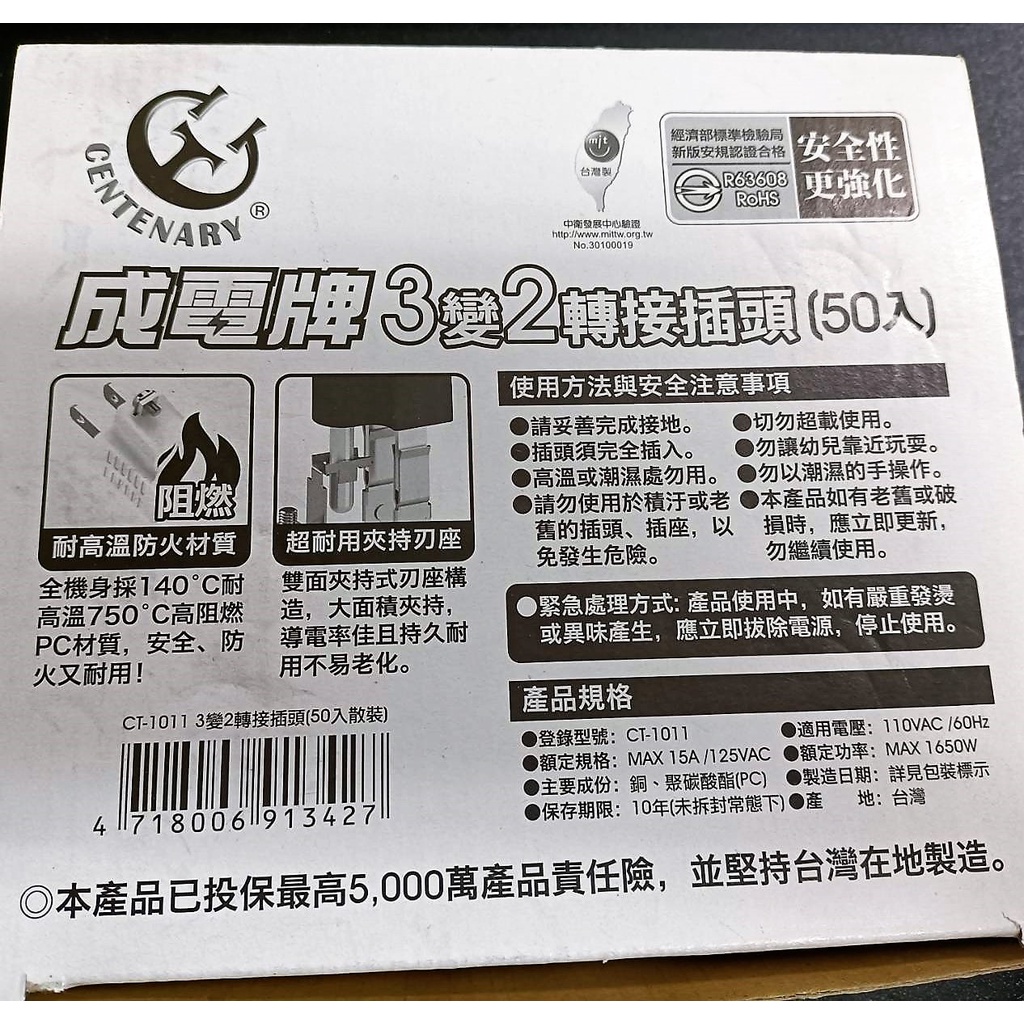 CENTENARY®
mit
台灣製
中衛發展中心驗證
http://www.mittw.org.tw
No.30100019
經濟部標準檢驗局
新版安規認證合格
R63608
RoHS
安全性
更強化
成電牌3變2轉接插頭(50入)
阻燃
耐高溫防火材質
全機身採140°C耐
高溫750°C高阻燃
PC材質,安全、防
火又耐用!
超耐用夾持刃座
雙面夾持式刃座構
造,大面積夾持,
導電率佳且持久耐
用不易老化。
使用方法與安全注意事項
●請妥善完成接地。
●插頭須完全插入。
●高溫或潮濕處勿用。
●請勿使用於積汙或老
舊的插頭、插座,以
免發生危險。
●切勿超載使用。
●勿讓幼兒靠近玩耍。
●勿以潮濕的手操作。
●本產品如有老舊或破
損時,應立即更新,
勿繼續使用。
●緊急處理方式:產品使用中,如有嚴重發燙
或異味產生,應立即拔除電源,停止使用。
產品規格
●登錄型號: CT-1011
●額定規格: MAX 15A /125VAC
●主要成份: 銅、聚碳酸酯(PC)
●保存期限: 10年(未拆封常態下)
●適用電壓: 110VAC /60Hz
●額定功率: MAX 1650W
●製造日期: 詳見包裝標示
●產 地: 台灣
CT-1011 3變2轉接插頭(50入散裝)
4 718006 913427
◎本產品已投保最高5,000萬產品責任險,並堅持台灣在地製造。